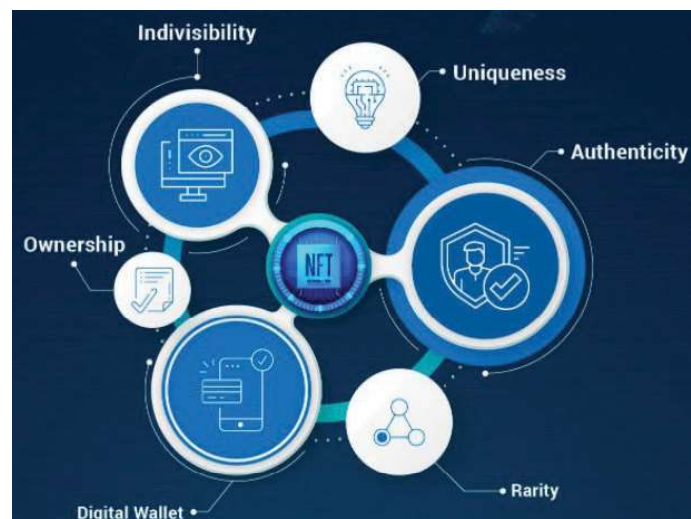 Indivisibility
Uniqueness
Authenticity
Ownership
NFT
Rarity
Digital Wallet